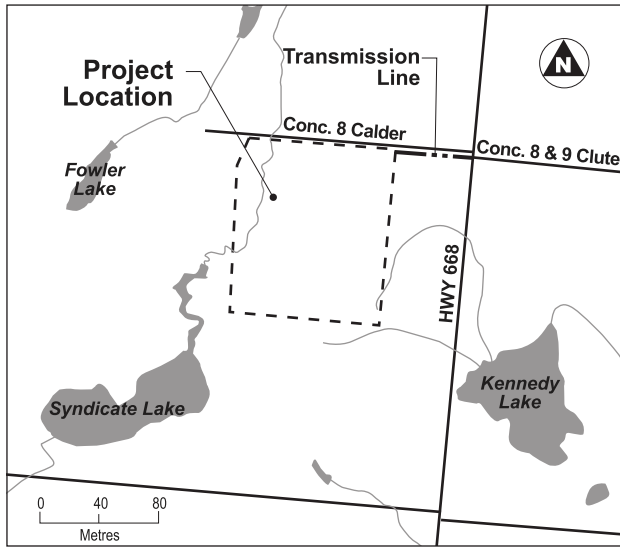 Project
Location
Transmission
Line
N
Conc. 8 Calder
Conc. 8 & 9 Clute
Fowler
Lake
HWY 668
Syndicate Lake
Kennedy
Lake
0 40 80
Metres